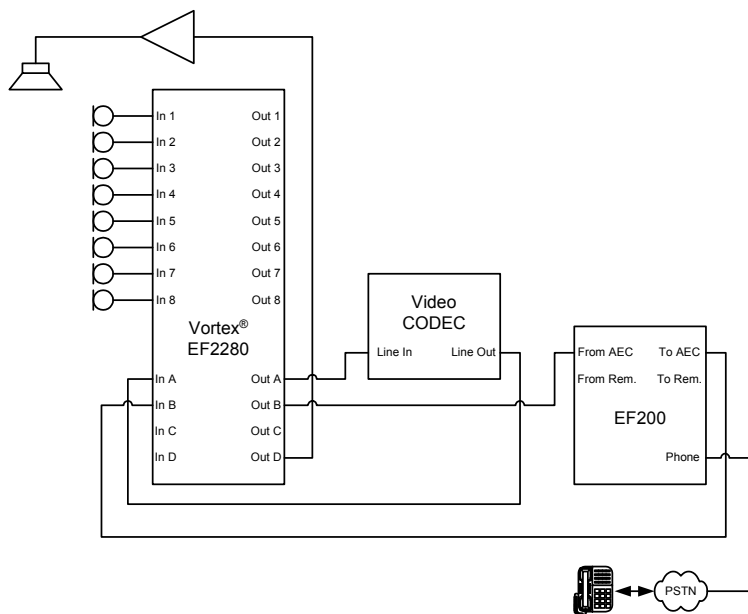 In 1 Out 1
In 2 Out 2
In 3 Out 3
In 4 Out 4
In 5 Out 5
In 6 Out 6
In 7 Out 7
In 8 Out 8
Vortex®
EF2280
In A Out A
In B Out B
In C Out C
In D Out D
Video
CODEC
Line In Line Out
From AEC To AEC
From Rem. To Rem.
EF200
Phone
PSTN